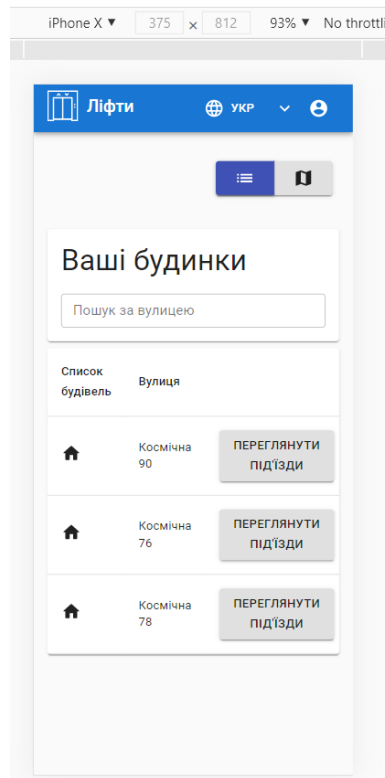 iPhone X ▼ 375 x 812 93% ▼ No throttli
Ліфти УКР
Ваші будинки
Пошук за вулицею
Список
будівель
Вулиця
Космічна
90
ПЕРЕГЛЯНУТИ
ПІД'ЇЗДИ
Космічна
76
ПЕРЕГЛЯНУТИ
ПІД'ЇЗДИ
Космічна
78
ПЕРЕГЛЯНУТИ
ПІД'ЇЗДИ